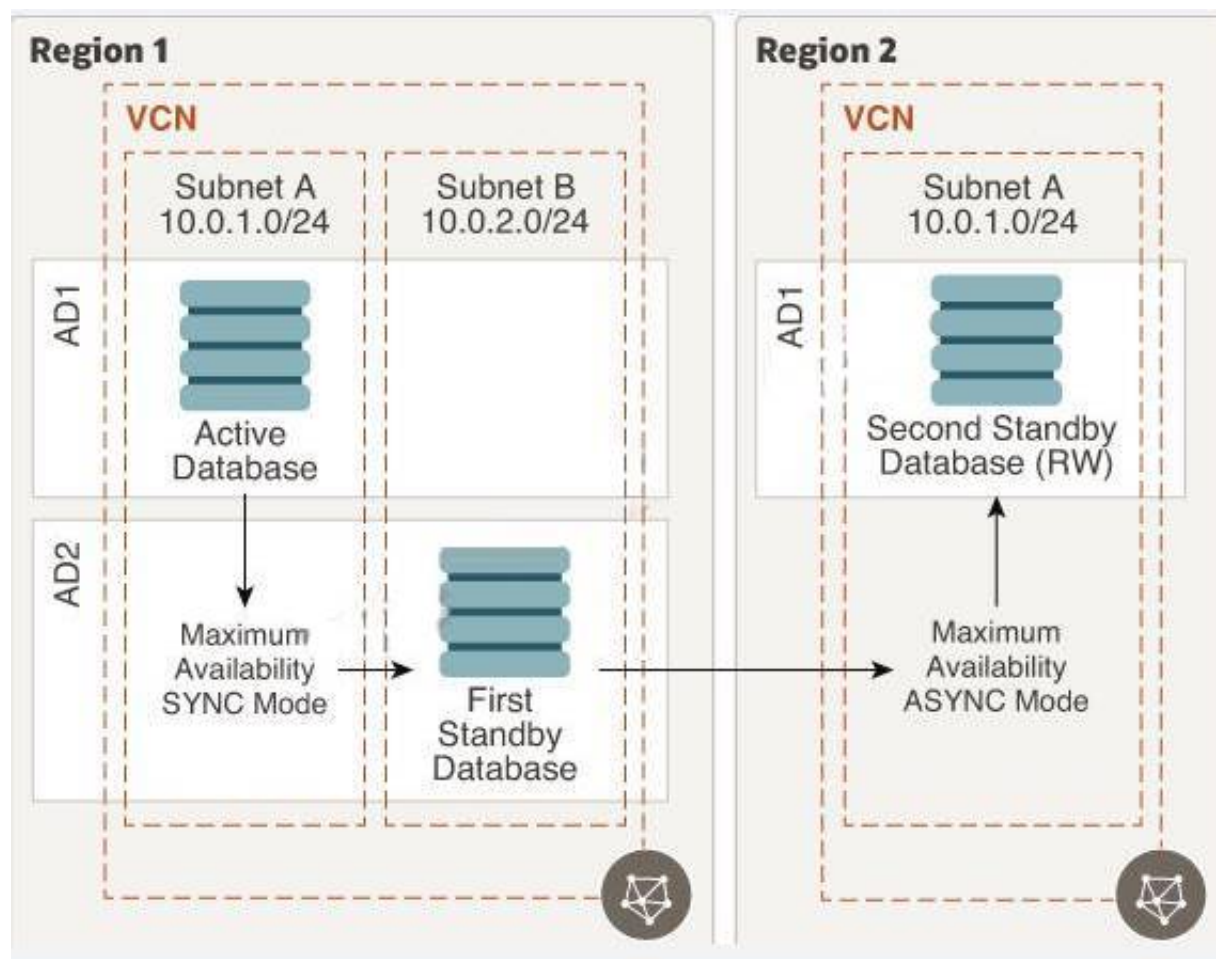 Region 1
VCN
Subnet A
10.0.1.0/24
Subnet B
10.0.2.0/24
AD1
Active
Database
AD2
Maximum
Availability
SYNC Mode
First
Standby
Database
Region 2
VCN
Subnet A
10.0.1.0/24
AD1
Second Standby
Database (RW)
Maximum
Availability
ASYNC Mode